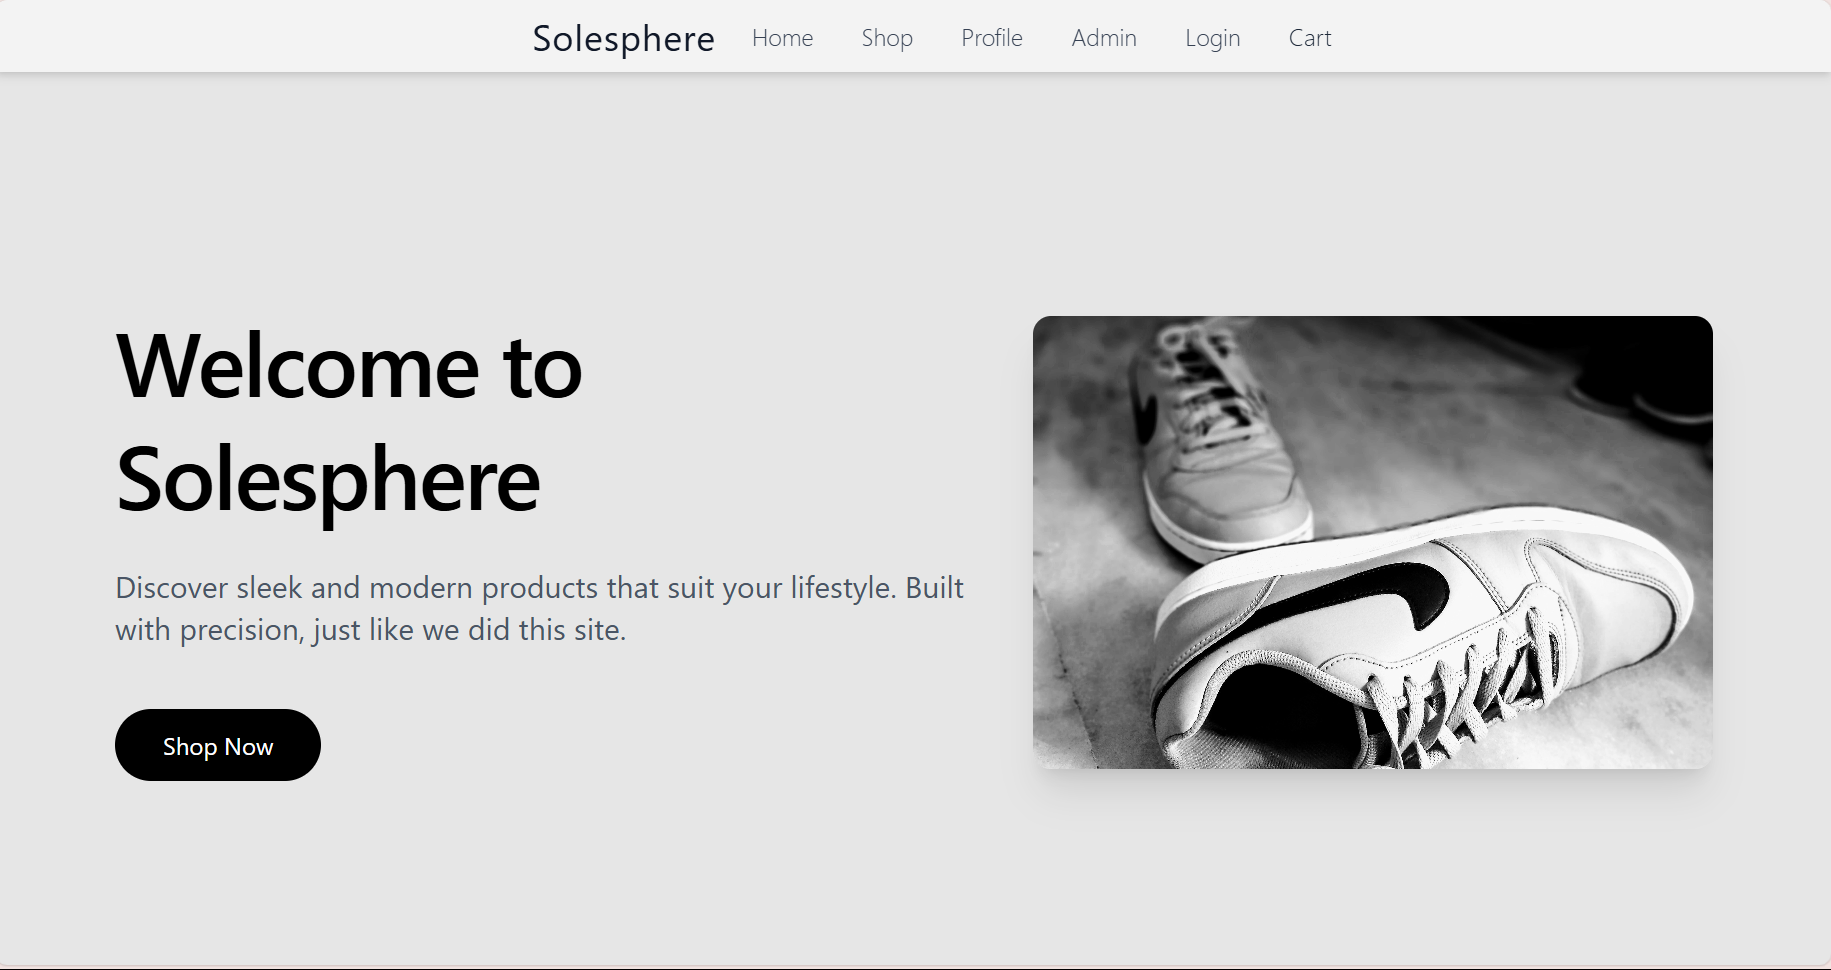 Solesphere Home Shop Profile Admin Login Cart
Welcome to
Solesphere
Discover sleek and modern products that suit your lifestyle. Built
with precision, just like we did this site.
Shop Now